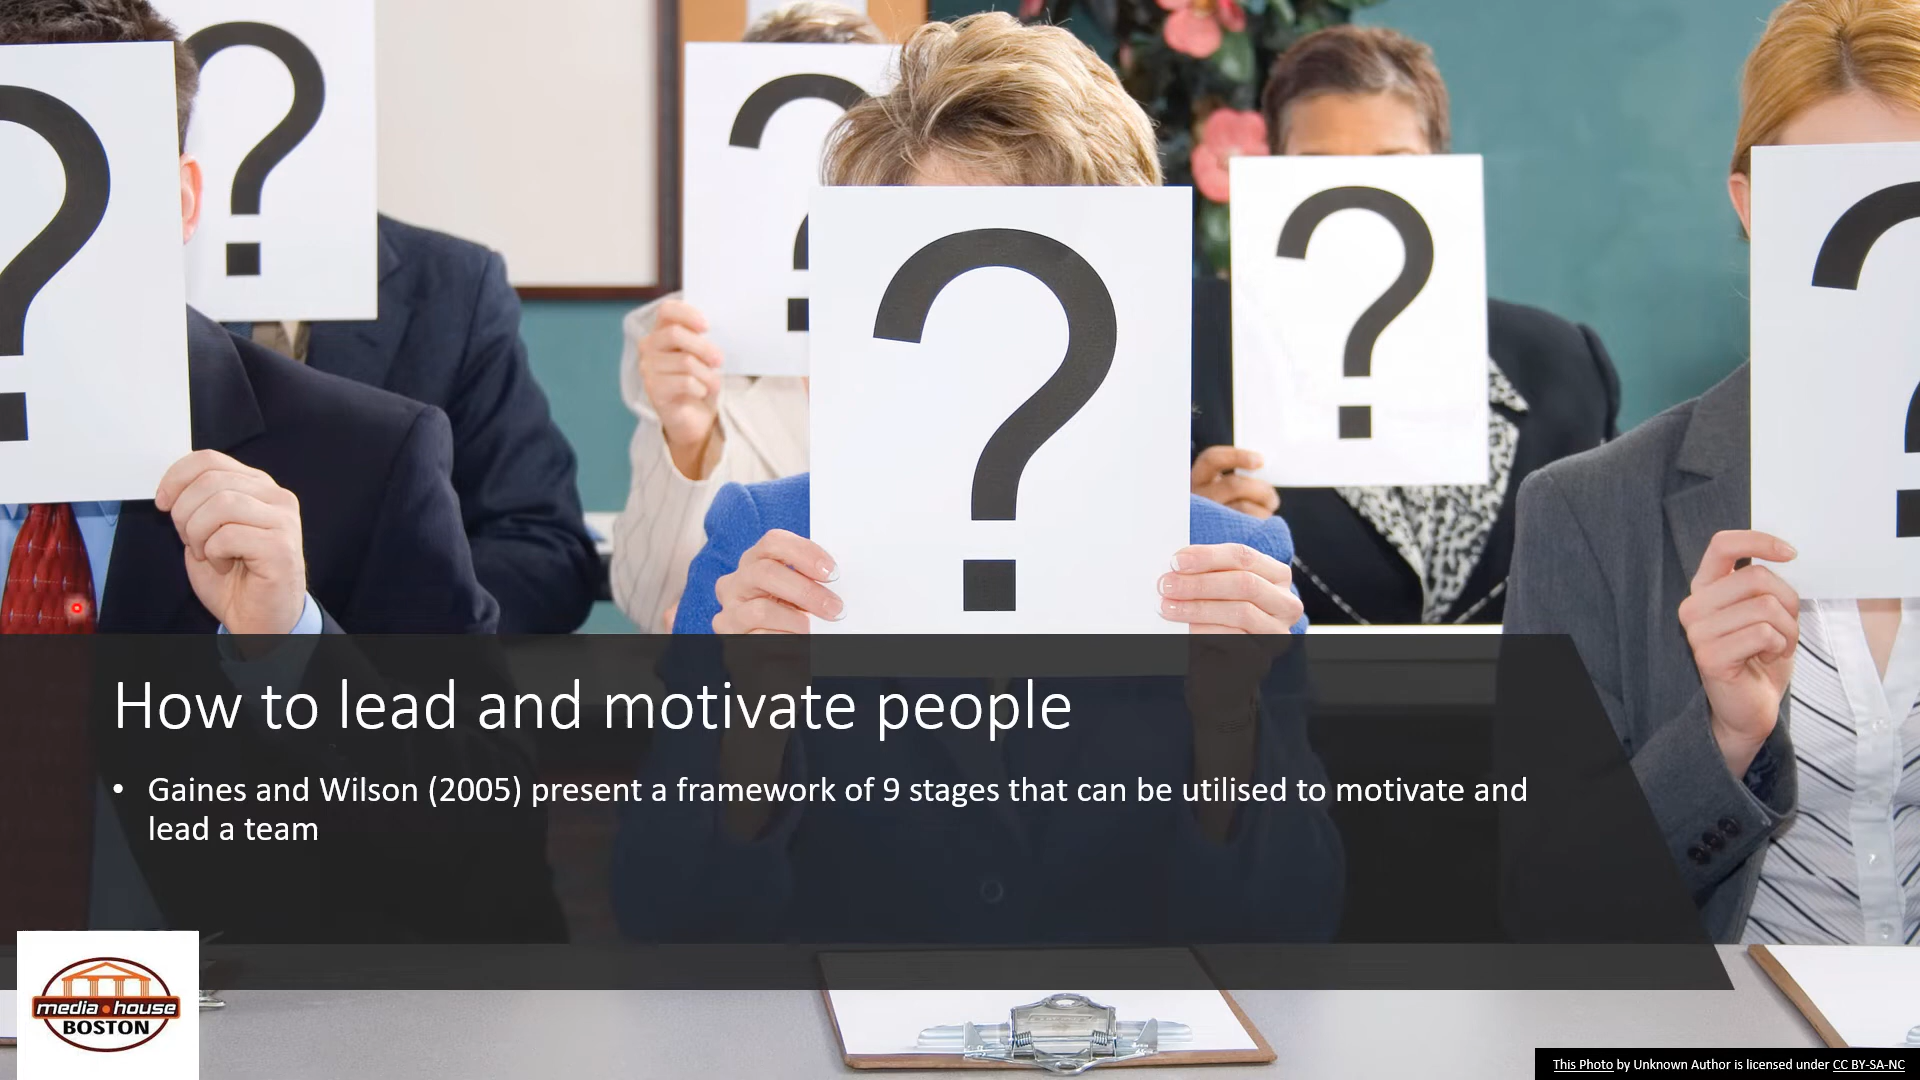 ?
?
?
?
?
?
How to lead and motivate people
• Gaines and Wilson (2005) present a framework of 9 stages that can be utilised to motivate and
lead a team
media•house
BOSTON
This Photo by Unknown Author is licensed under CC BY-SA-NC